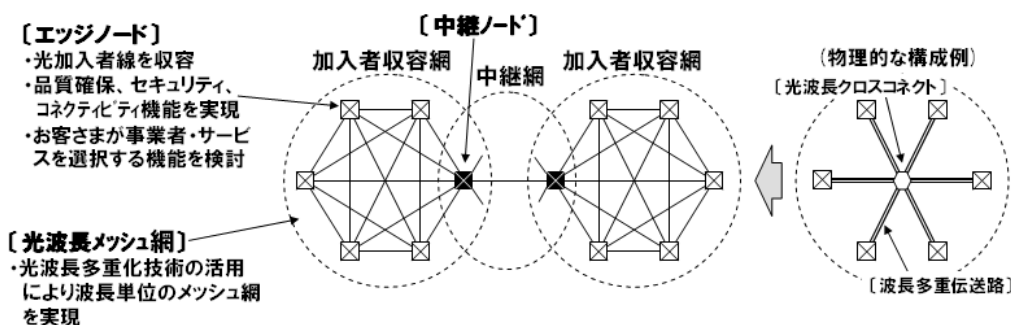 [エッジノード]
・光加入者線を収容
・品質確保、セキュリティ、
コネクティビティ機能を実現
・お客さまが事業者・サービ
スを選択する機能を検討
[光波長メッシュ網]
・光波長多重化技術の活用
により波長単位のメッシュ網
を実現
[中継ノード]
加入者収容網
中継網
加入者収容網
(物理的な構成例)
[光波長クロスコネクト]
[波長多重伝送路]